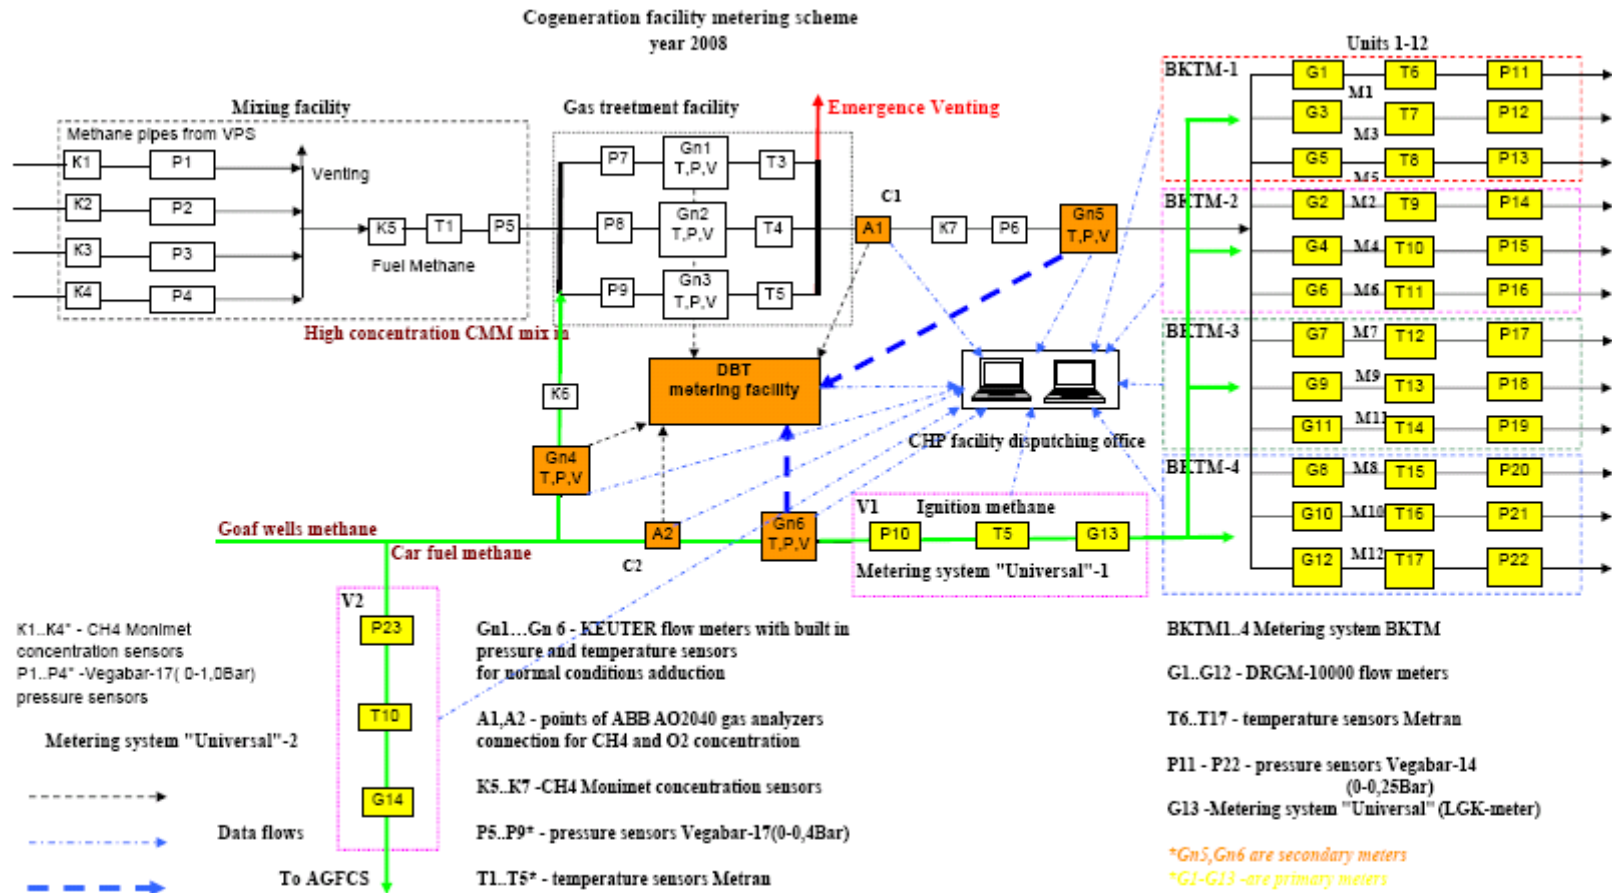 Cogeneration facility metering scheme
year 2008
Units 1-12
Mixing facility
Gas treetment facility
Emergence Venting
Methane pipes from VPS
K1 P1
K2 P2
K3 P3
K4 P4
Venting
K5 T1 P5
Fuel Methane
High concentration CMM mix in
P7 Gn1 T,P,V T3
P8 Gn2 T,P,V T4
P9 Gn3 T,P,V T5
C1
A1 K7 P6 Gn5 T,P,V
DBT
metering facility
CHP facility disputching office
K6
Gn4
T,P,V
Goaf wells methane
Car fuel methane
A2
C2
Gn6
T,P,V
V1 Ignition methane
P10 T5 G13
Metering system "Universal"-1
BKTM-1
G1 M1 T6 P11
G3 M3 T7 P12
G5 M5 T8 P13
BKTM-2
G2 M2 T9 P14
G4 M4 T10 P15
G6 M6 T11 P16
BKTM-3
G7 M7 T12 P17
G9 M9 T13 P18
G11 M11 T14 P19
BKTM-4
G8 M8 T15 P20
G10 M10 T16 P21
G12 M12 T17 P22
V2
P23
T10
G14
To AGFCS
K1..K4* - CH4 Monimet
concentration sensors
P1..P4* -Vegabar-17( 0-1,0Bar)
pressure sensors
Metering system "Universal"-2
Data flows
Gn1...Gn 6 - KEUTER flow meters with built in
pressure and temperature sensors
for normal conditions adduction
A1,A2 - points of ABB AO2040 gas analyzers
connection for CH4 and O2 concentration
K5..K7 -CH4 Monimet concentration sensors
P5..P9* - pressure sensors Vegabar-17(0-0,4Bar)
T1..T5* - temperature sensors Metran
BKTM1..4 Metering system BKTM
G1..G12 - DRGM-10000 flow meters
T6..T17 - temperature sensors Metran
P11 - P22 - pressure sensors Vegabar-14
(0-0,25Bar)
G13 -Metering system "Universal" (LGK-meter)
*Gn5,Gn6 are secondary meters
*G1-G13 -are primary meters